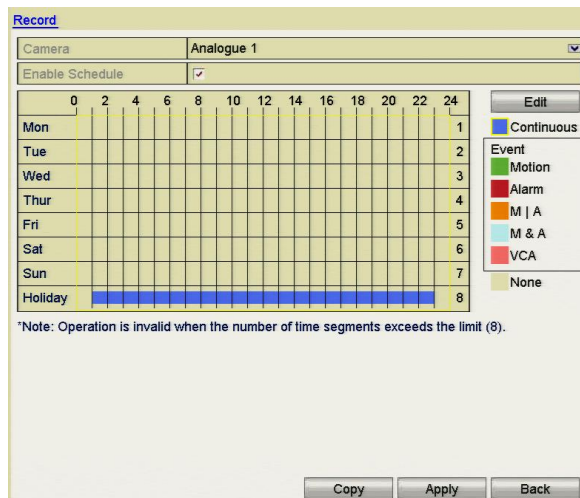 Record
Camera Analogue 1
Enable Schedule
0 2 4 6 8 10 12 14 16 18 20 22 24 Edit
Mon 1 Continuous
Event
Tue 2 Motion
Wed 3 Alarm
Thur 4 M | A
Fri 5 M & A
Sat 6 VCA
Sun 7 None
Holiday 8
*Note: Operation is invalid when the number of time segments exceeds the limit (8).
Copy Apply Back